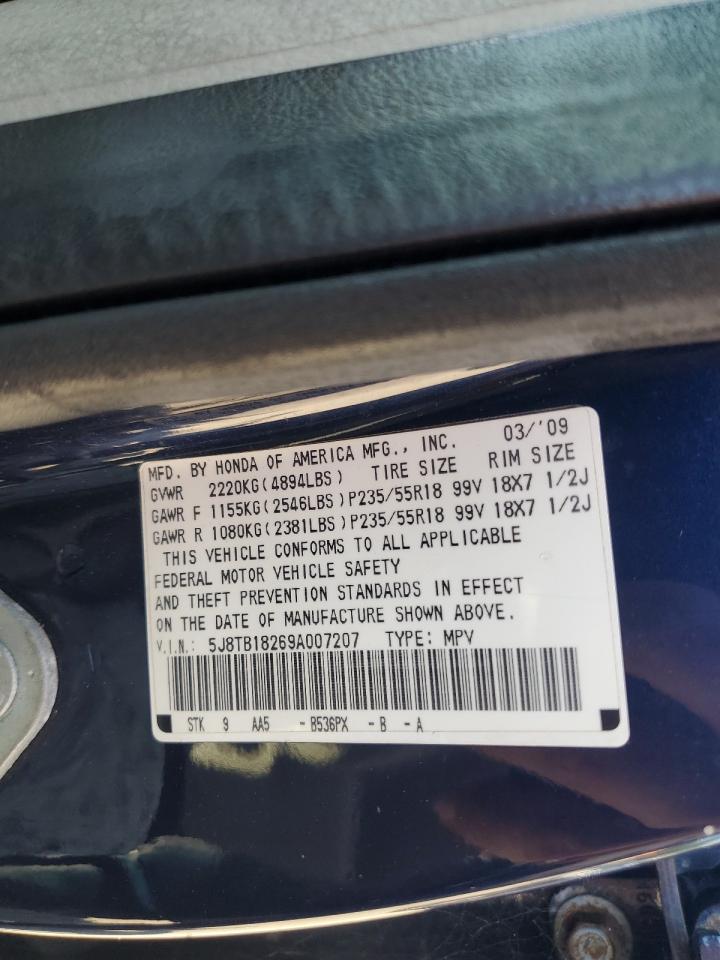 MFD. BY HONDA OF AMERICA MFG., INC. 03/'09
GVWR 2220KG(4894LBS) TIRE SIZE RIM SIZE
GAWR F 1155KG(2546LBS)P235/55R18 99V 18X7 1/2J
GAWR R 1080KG(2381LBS)P235/55R18 99V 18X7 1/2J
THIS VEHICLE CONFORMS TO ALL APPLICABLE
FEDERAL MOTOR VEHICLE SAFETY
AND THEFT PREVENTION STANDARDS IN EFFECT
ON THE DATE OF MANUFACTURE SHOWN ABOVE.
V.I.N.: 5J8TB18269A007207 TYPE: MPV
STK 9 AA5 - B536PX - B - A